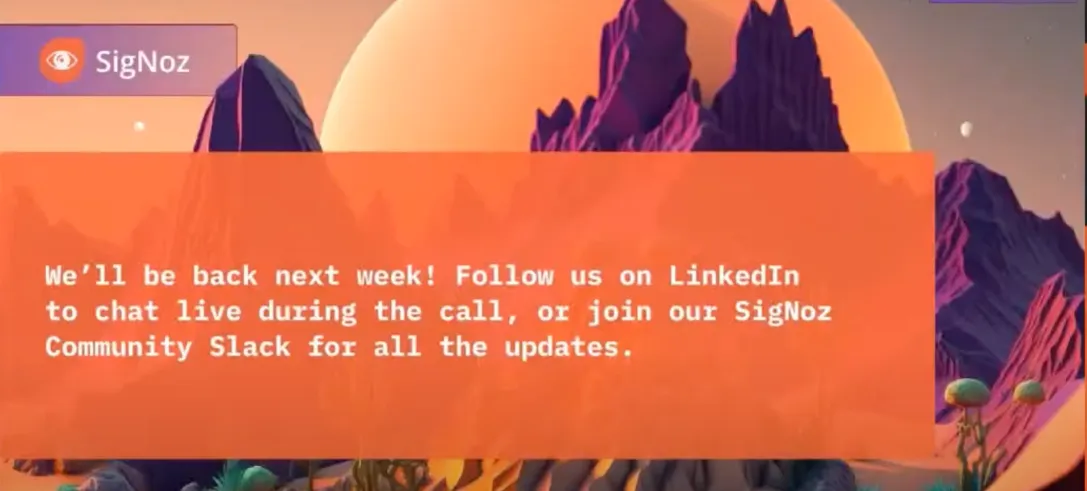 SigNoz
We'll be back next week! Follow us on LinkedIn
to chat live during the call, or join our SigNoz
Community Slack for all the updates.